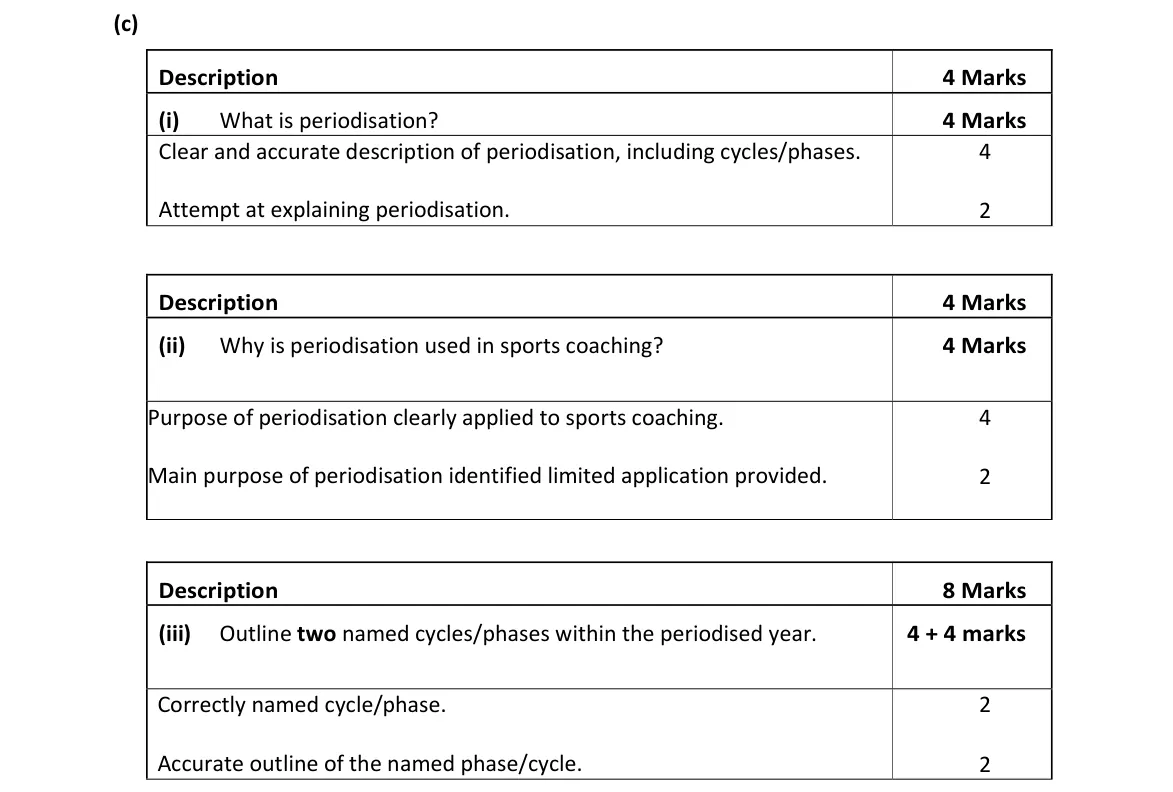 (c)
Description 4 Marks
(i) What is periodisation? 4 Marks
Clear and accurate description of periodisation, including cycles/phases. 4
Attempt at explaining periodisation. 2
Description 4 Marks
(ii) Why is periodisation used in sports coaching? 4 Marks
Purpose of periodisation clearly applied to sports coaching. 4
Main purpose of periodisation identified limited application provided. 2
Description 8 Marks
(iii) Outline two named cycles/phases within the periodised year. 4 + 4 marks
Correctly named cycle/phase. 2
Accurate outline of the named phase/cycle. 2